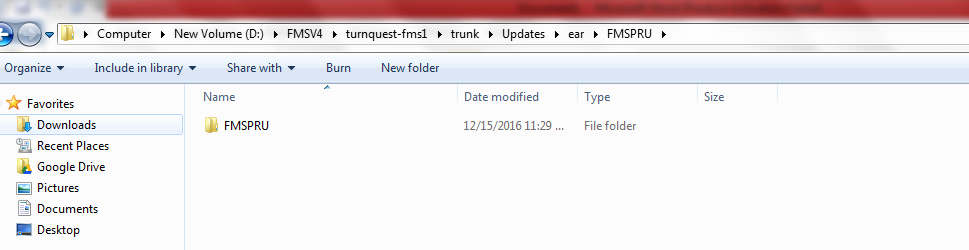 Computer New Volume (D:) FMSV4 turnquest-fms1 trunk Updates ear FMSPRU
Organize Include in library Share with Burn New folder
Favorites
Downloads
Recent Places
Google Drive
Pictures
Documents
Desktop
Name Date modified Type Size
FMSPRU 12/15/2016 11:29 ... File folder